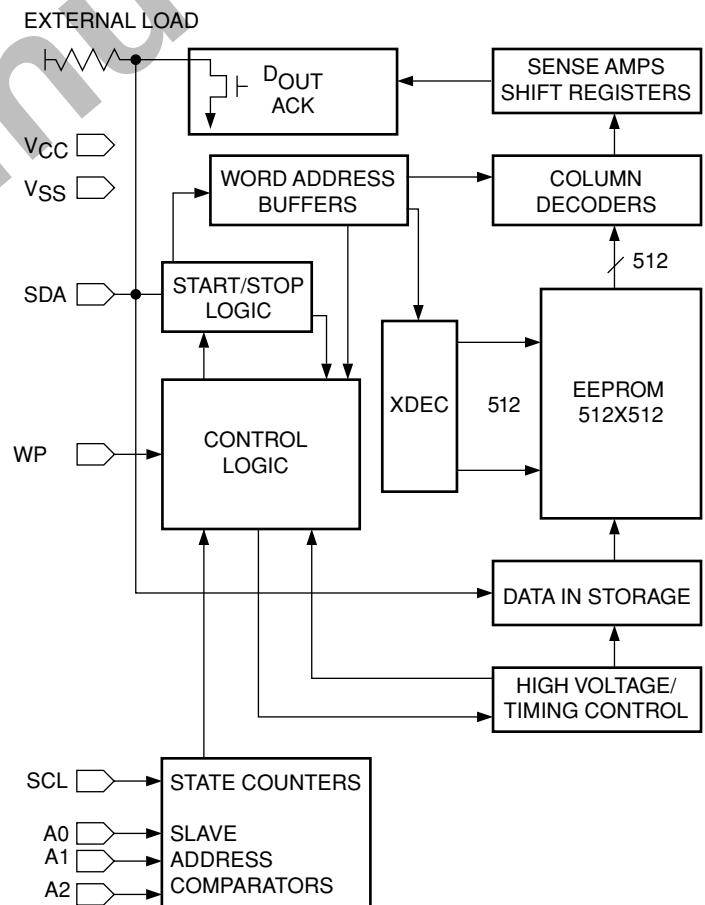 EXTERNAL LOAD
DOUT
ACK
SENSE AMPS
SHIFT REGISTERS
VCC
VSS
WORD ADDRESS
BUFFERS
COLUMN
DECODERS
512
SDA
START/STOP
LOGIC
XDEC
512
EEPROM
512X512
WP
CONTROL
LOGIC
DATA IN STORAGE
HIGH VOLTAGE/
TIMING CONTROL
SCL
STATE COUNTERS
A0
SLAVE
A1
ADDRESS
A2
COMPARATORS